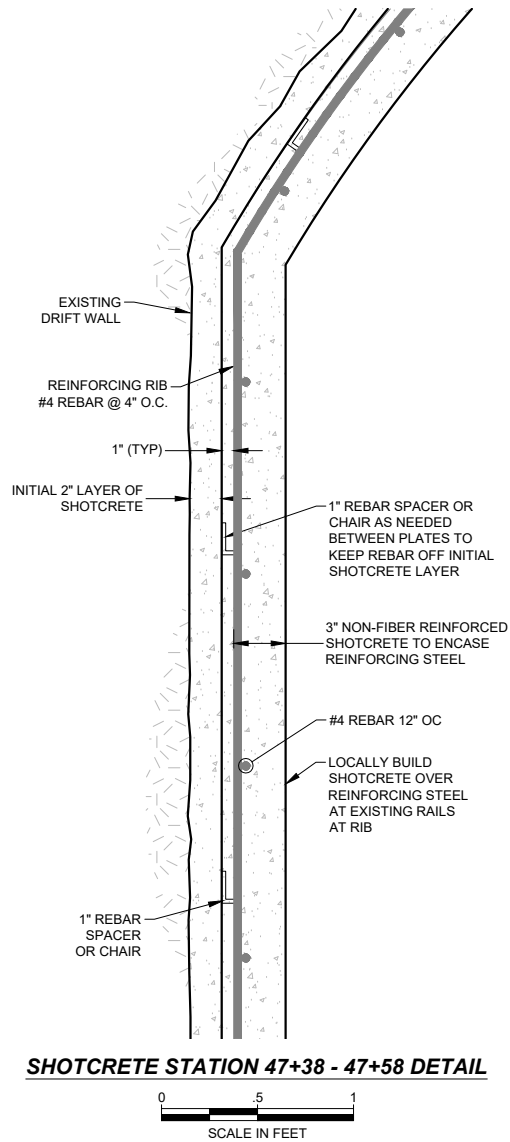 EXISTING
DRIFT WALL
REINFORCING RIB
#4 REBAR @ 4" O.C.
1" (TYP)
INITIAL 2" LAYER OF
SHOTCRETE
1" REBAR SPACER OR
CHAIR AS NEEDED
BETWEEN PLATES TO
KEEP REBAR OFF INITIAL
SHOTCRETE LAYER
3" NON-FIBER REINFORCED
SHOTCRETE TO ENCASE
REINFORCING STEEL
#4 REBAR 12" OC
LOCALLY BUILD
SHOTCRETE OVER
REINFORCING STEEL
AT EXISTING RAILS
AT RIB
1" REBAR
SPACER
OR CHAIR
SHOTCRETE STATION 47+38 - 47+58 DETAIL
0 .5 1
SCALE IN FEET